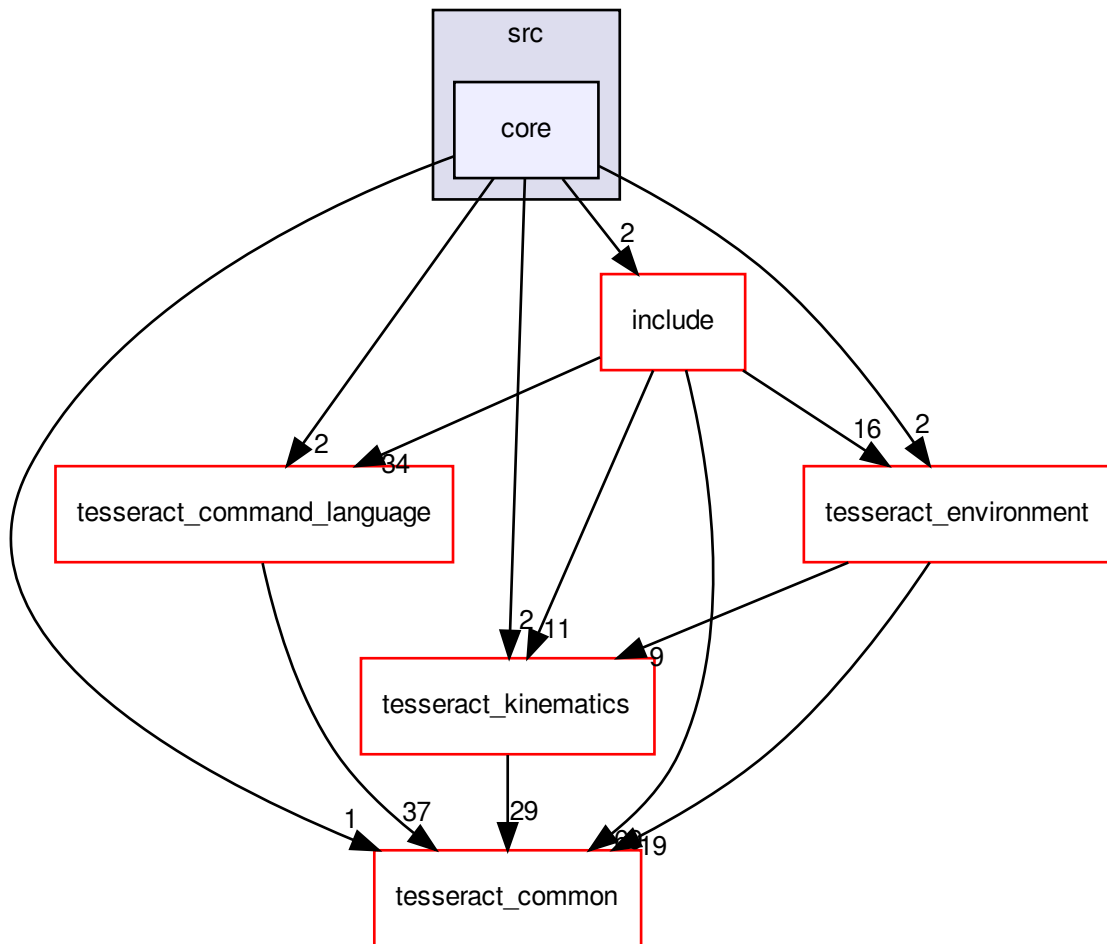 src
core
2
include
16
2
2
34
tesseract_command_language
tesseract_environment
2
11
9
tesseract_kinematics
1
37
29
19
tesseract_common